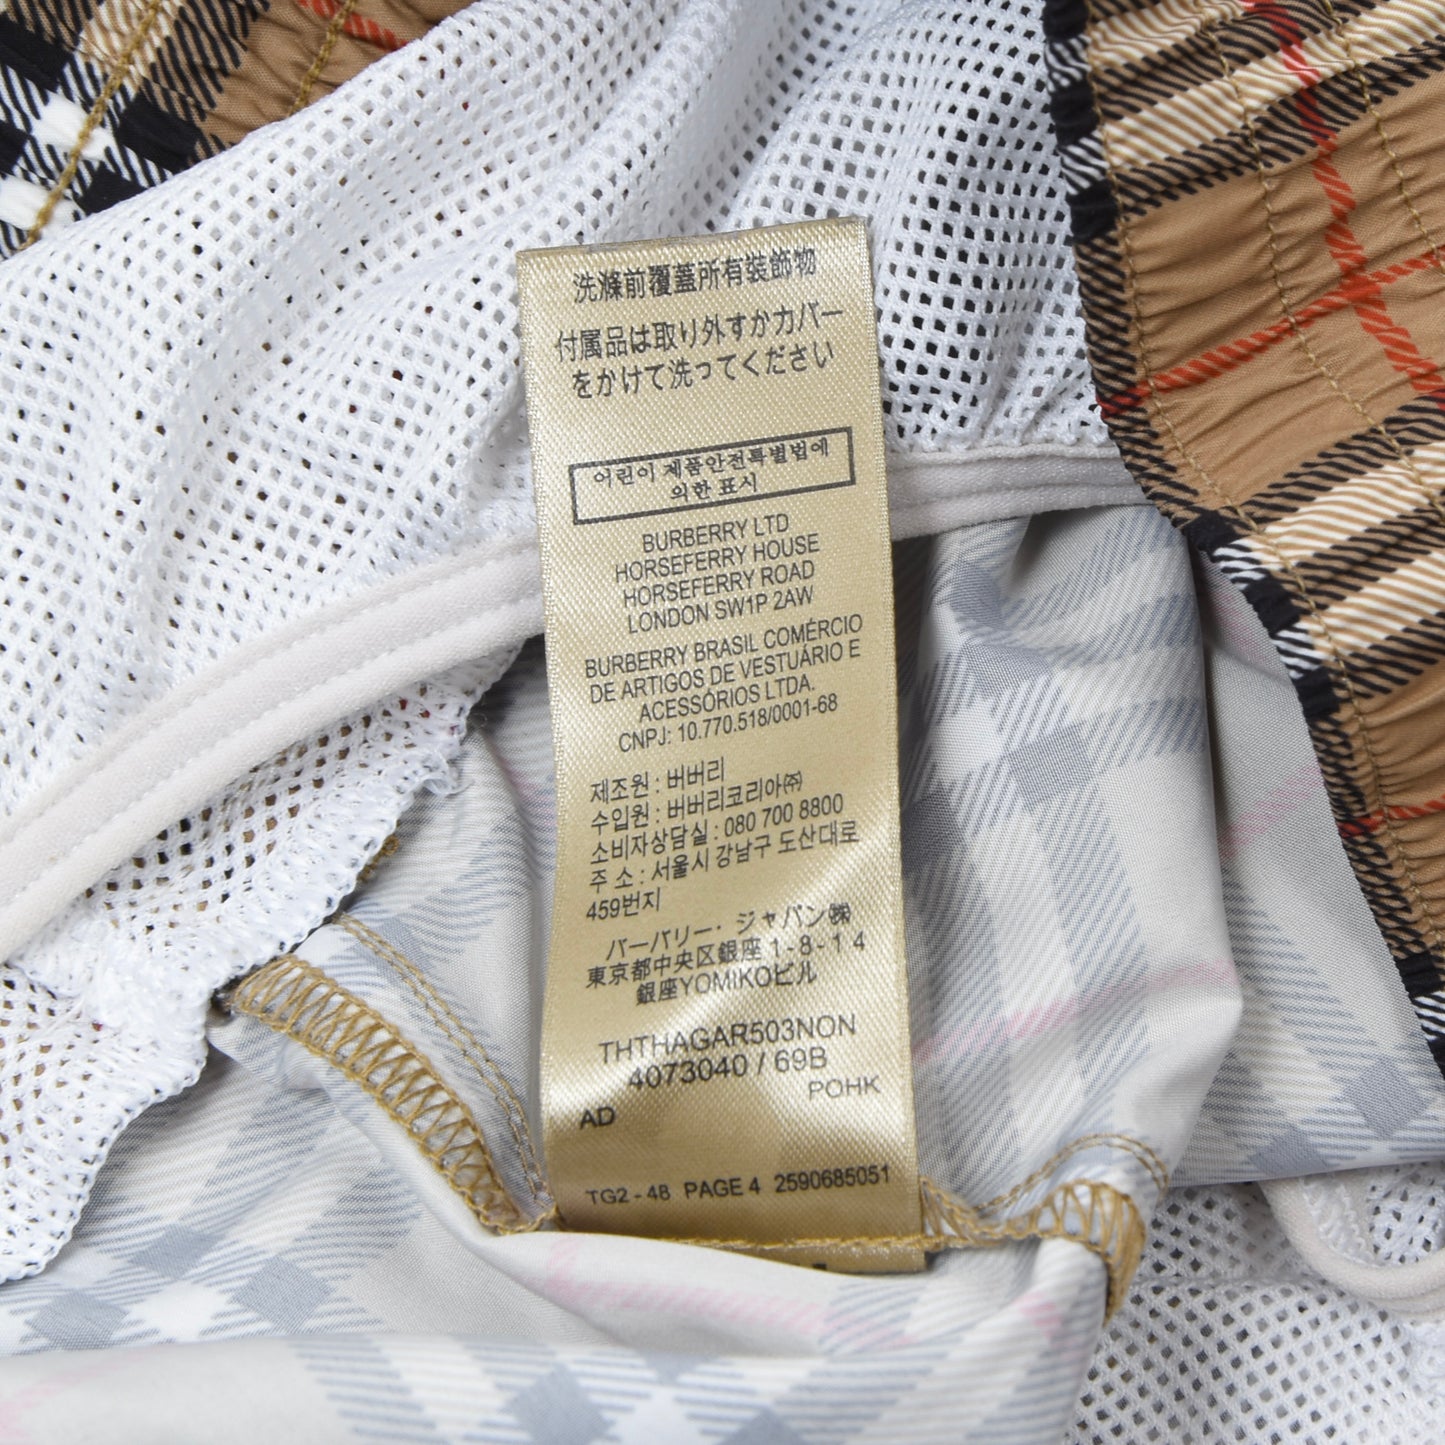 洗滌前覆蓋所有裝飾物
付属品は取り外すかカバー
をかけて洗ってください
어린이 제품안전특별법에
의한 표시
BURBERRY LTD
HORSEFERRY HOUSE
HORSEFERRY ROAD
LONDON SW1P 2AW
BURBERRY BRASIL COMÉRCIO
DE ARTIGOS DE VESTUÁRIO E
ACESSÓRIOS LTDA.
CNPJ: 10.770.518/0001-68
제조원 : 버버리
수입원 : 버버리코리아㈜
소비자상담실 : 080 700 8800
주 소 : 서울시 강남구 도산대로
459번지
バーバリー・ジャパン㈱
東京都中央区銀座 1 - 8 - 1 4
銀座YOMIKOビル
THTHAGAR503NON
4073040 / 69B
POHK
AD
TG2 - 48 PAGE 4 2590685051